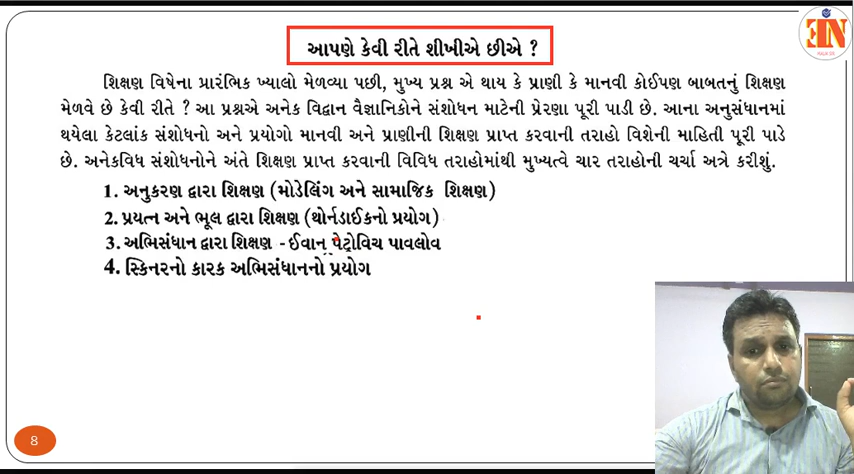 EIN
આપણે કેવી રીતે શીખીએ છીએ ?
શિક્ષણ વિષેના પ્રારંભિક ખ્યાલો મેળવ્યા પછી, મુખ્ય પ્રશ્ન એ થાય કે પ્રાણી કે માનવી કોઈપણ બાબતનું શિક્ષણ
મેળવે છે કેવી રીતે ? આ પ્રશ્નએ અનેક વિદ્વાન વૈજ્ઞાનિકોને સંશોધન માટેની પ્રેરણા પૂરી પાડી છે. આના અનુસંધાનમાં
થયેલા કેટલાંક સંશોધનો અને પ્રયોગો માનવી અને પ્રાણીની શિક્ષણ પ્રાપ્ત કરવાની તરાહો વિશેની માહિતી પૂરી પાડે
છે. અનેકવિધ સંશોધનોને અંતે શિક્ષણ પ્રાપ્ત કરવાની વિવિધ તરાહોમાંથી મુખ્યત્વે ચાર તરાહોની ચર્ચા અત્રે કરીશું.
1. અનુકરણ દ્વારા શિક્ષણ (મોડેલિંગ અને સામાજિક શિક્ષણ)
2. પ્રયત્ન અને ભૂલ દ્વારા શિક્ષણ (થોર્નડાઈકનો પ્રયોગ)
3. અભિસંધાન દ્વારા શિક્ષણ - ઈવાન પેટ્રોવિચ પાવલોવ
4. સ્કિનરનો કારક અભિસંધાનનો પ્રયોગ
8